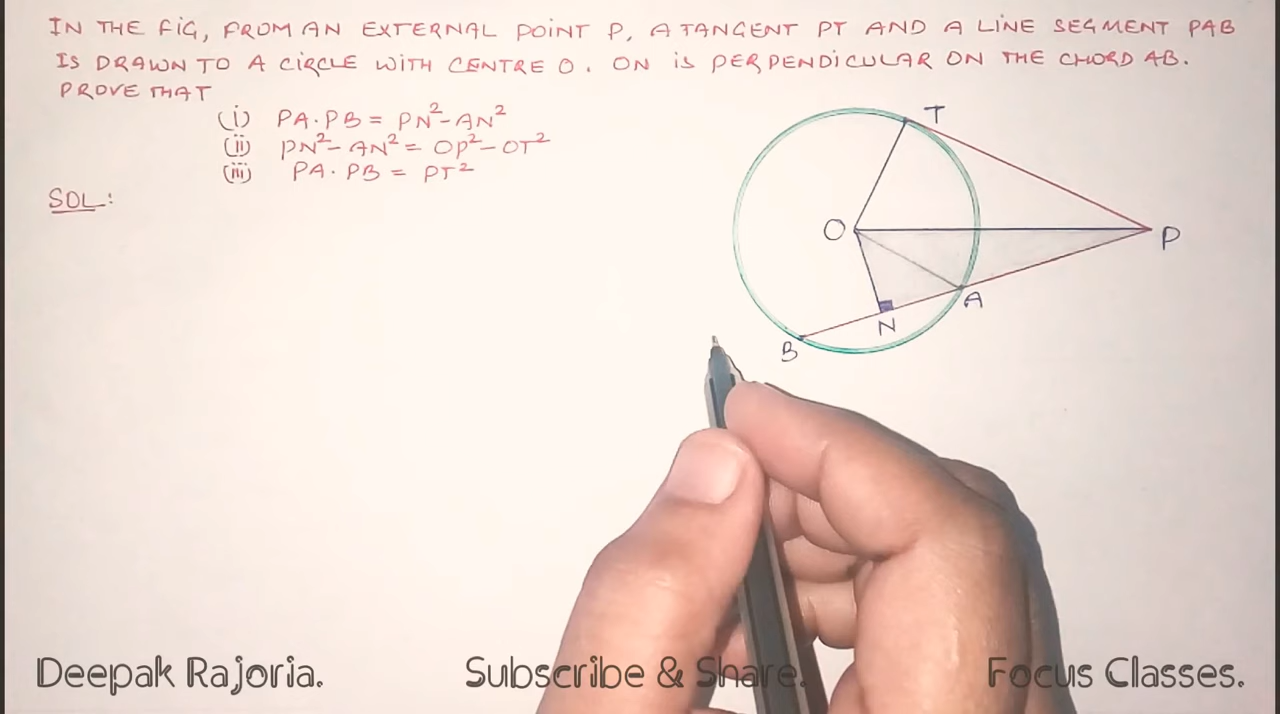 IN THE FIG, FROM AN EXTERNAL POINT P, A TANGENT PT AND A LINE SEGMENT PAB
IS DRAWN TO A CIRCLE WITH CENTRE O. ON IS PERPENDICULAR ON THE CHORD AB.
PROVE THAT
(i) PA·PB = PN²-AN²
(ii) PN²-AN² = OP²-OT²
(iii) PA·PB = PT²
SOL:
T
O
P
A
N
B
Deepak Rajoria. Subscribe & Share. Focus Classes.